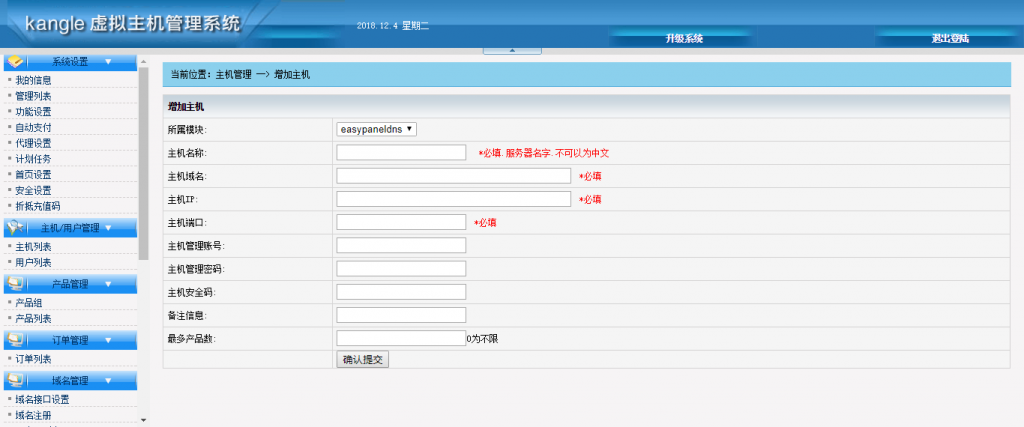 kangle 虚拟主机管理系统
2018.12.4 星期二
升级系统
退出登陆
系统设置
我的信息
管理列表
功能设置
自动支付
代理设置
计划任务
首页设置
安全设置
折抵充值码
主机/用户管理
主机列表
用户列表
产品管理
产品组
产品列表
订单管理
订单列表
域名管理
域名接口设置
域名注册
当前位置: 主机管理 —> 增加主机
增加主机
所属模块: easypaneldns
主机名称: *必填.服务器名字.不可以为中文
主机域名: *必填
主机IP: *必填
主机端口: *必填
主机管理账号:
主机管理密码:
主机安全码:
备注信息:
最多产品数: 0为不限
确认提交